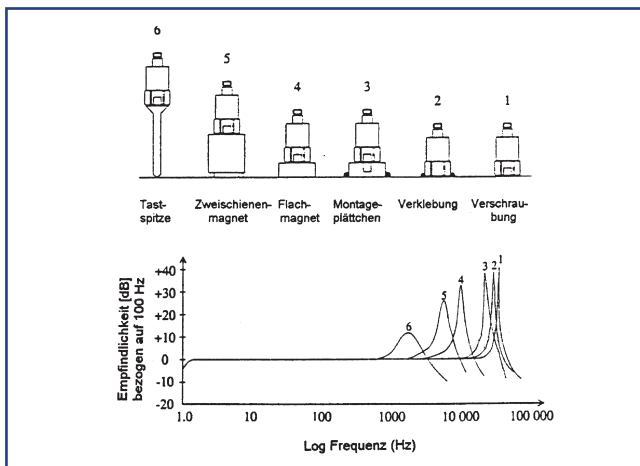 6
5
4
3
2
1
Tast-
spitze
Zweischienen-
magnet
Flach-
magnet
Montage-
plättchen
Verklebung
Verschrau-
bung
Empfindlichkeit [dB]
bezogen auf 100 Hz
+40
+30
+20
+10
0
-10
-20
6
5
4
3
2
1
1.0
10
100
1000
10 000
100 000
Log Frequenz (Hz)